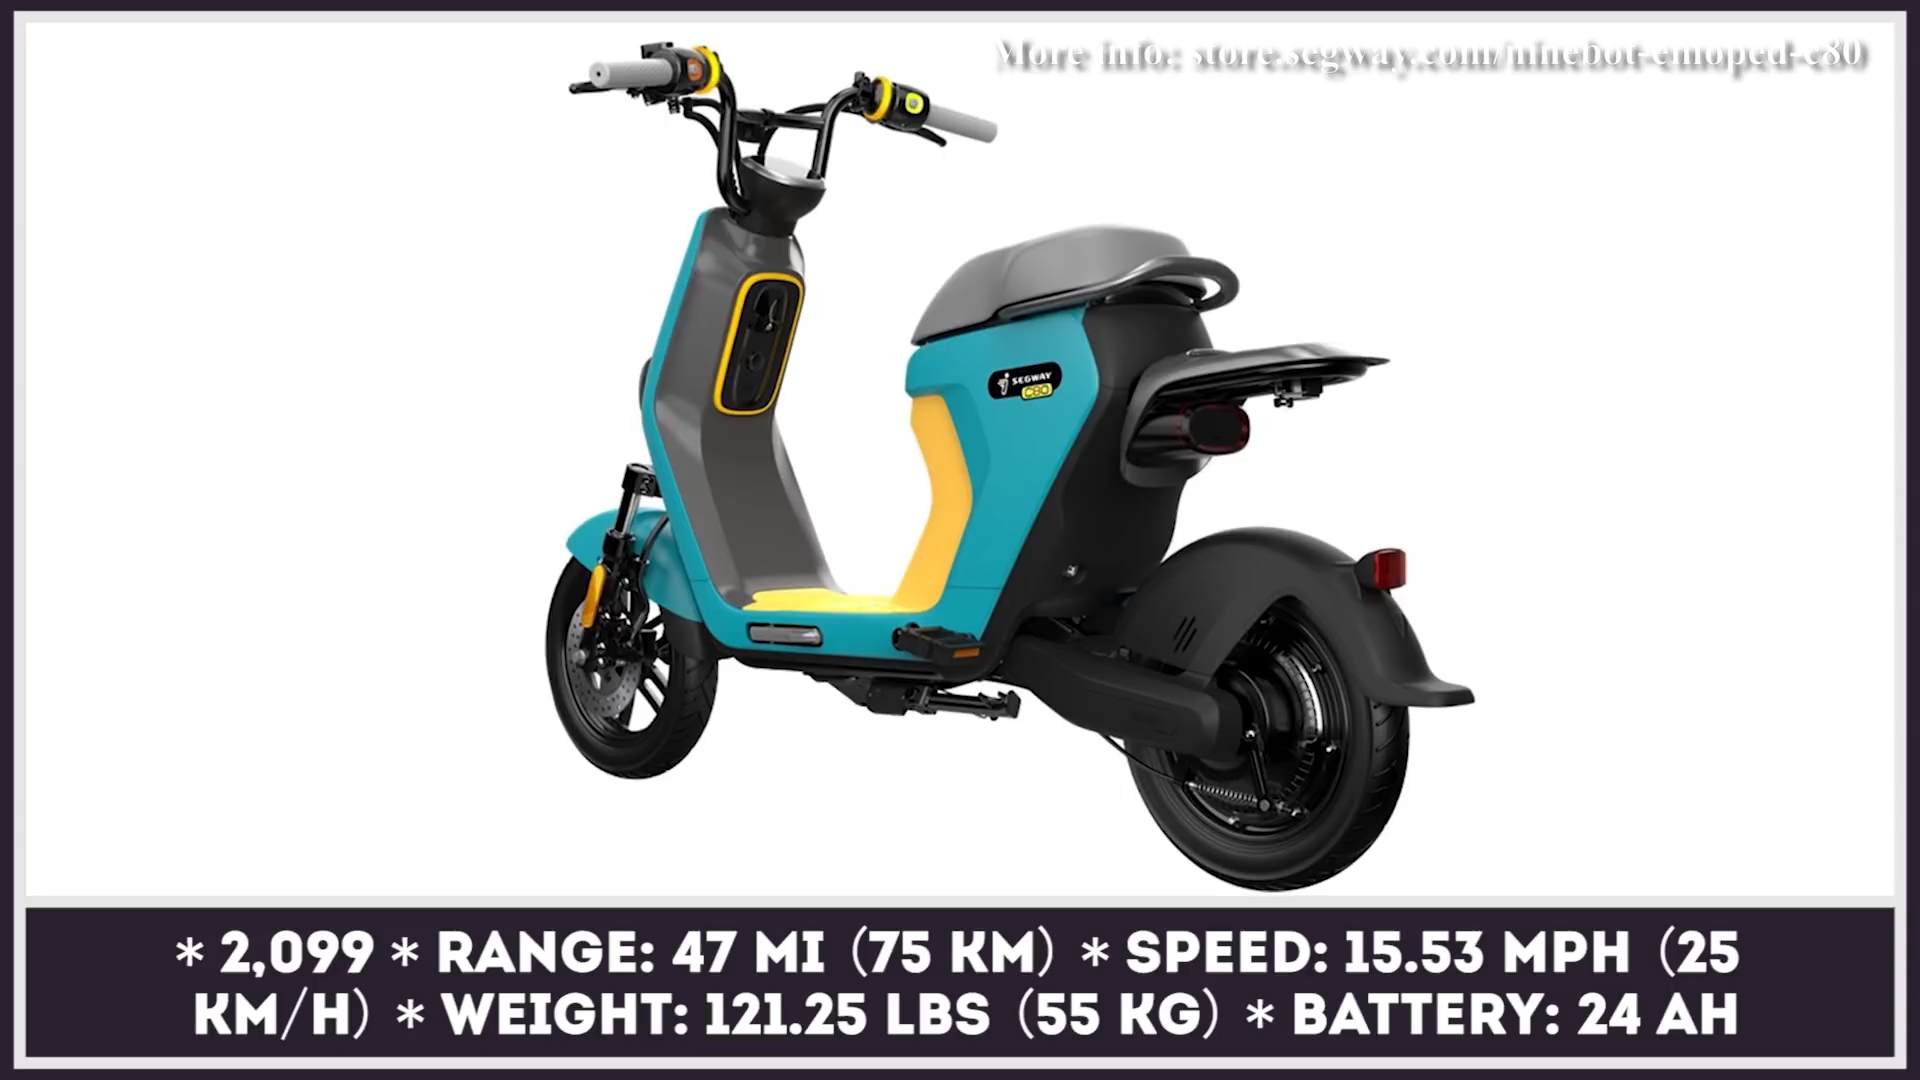 More info: store.segway.com/ninebot-emoped-c80
SEGWAY
C80
* 2,099 * RANGE: 47 MI (75 KM) * SPEED: 15.53 MPH (25
KM/H) * WEIGHT: 121.25 LBS (55 KG) * BATTERY: 24 AH